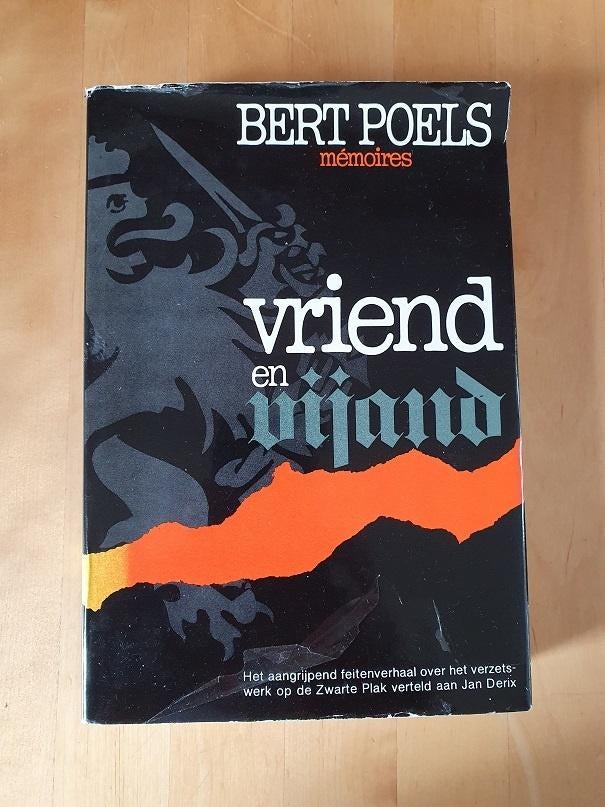 BERT POELS
mémoires
vriend
en
vijand
Het aangrijpend feitenverhaal over het verzets-
werk op de Zwarte Plak verteld aan Jan Derix